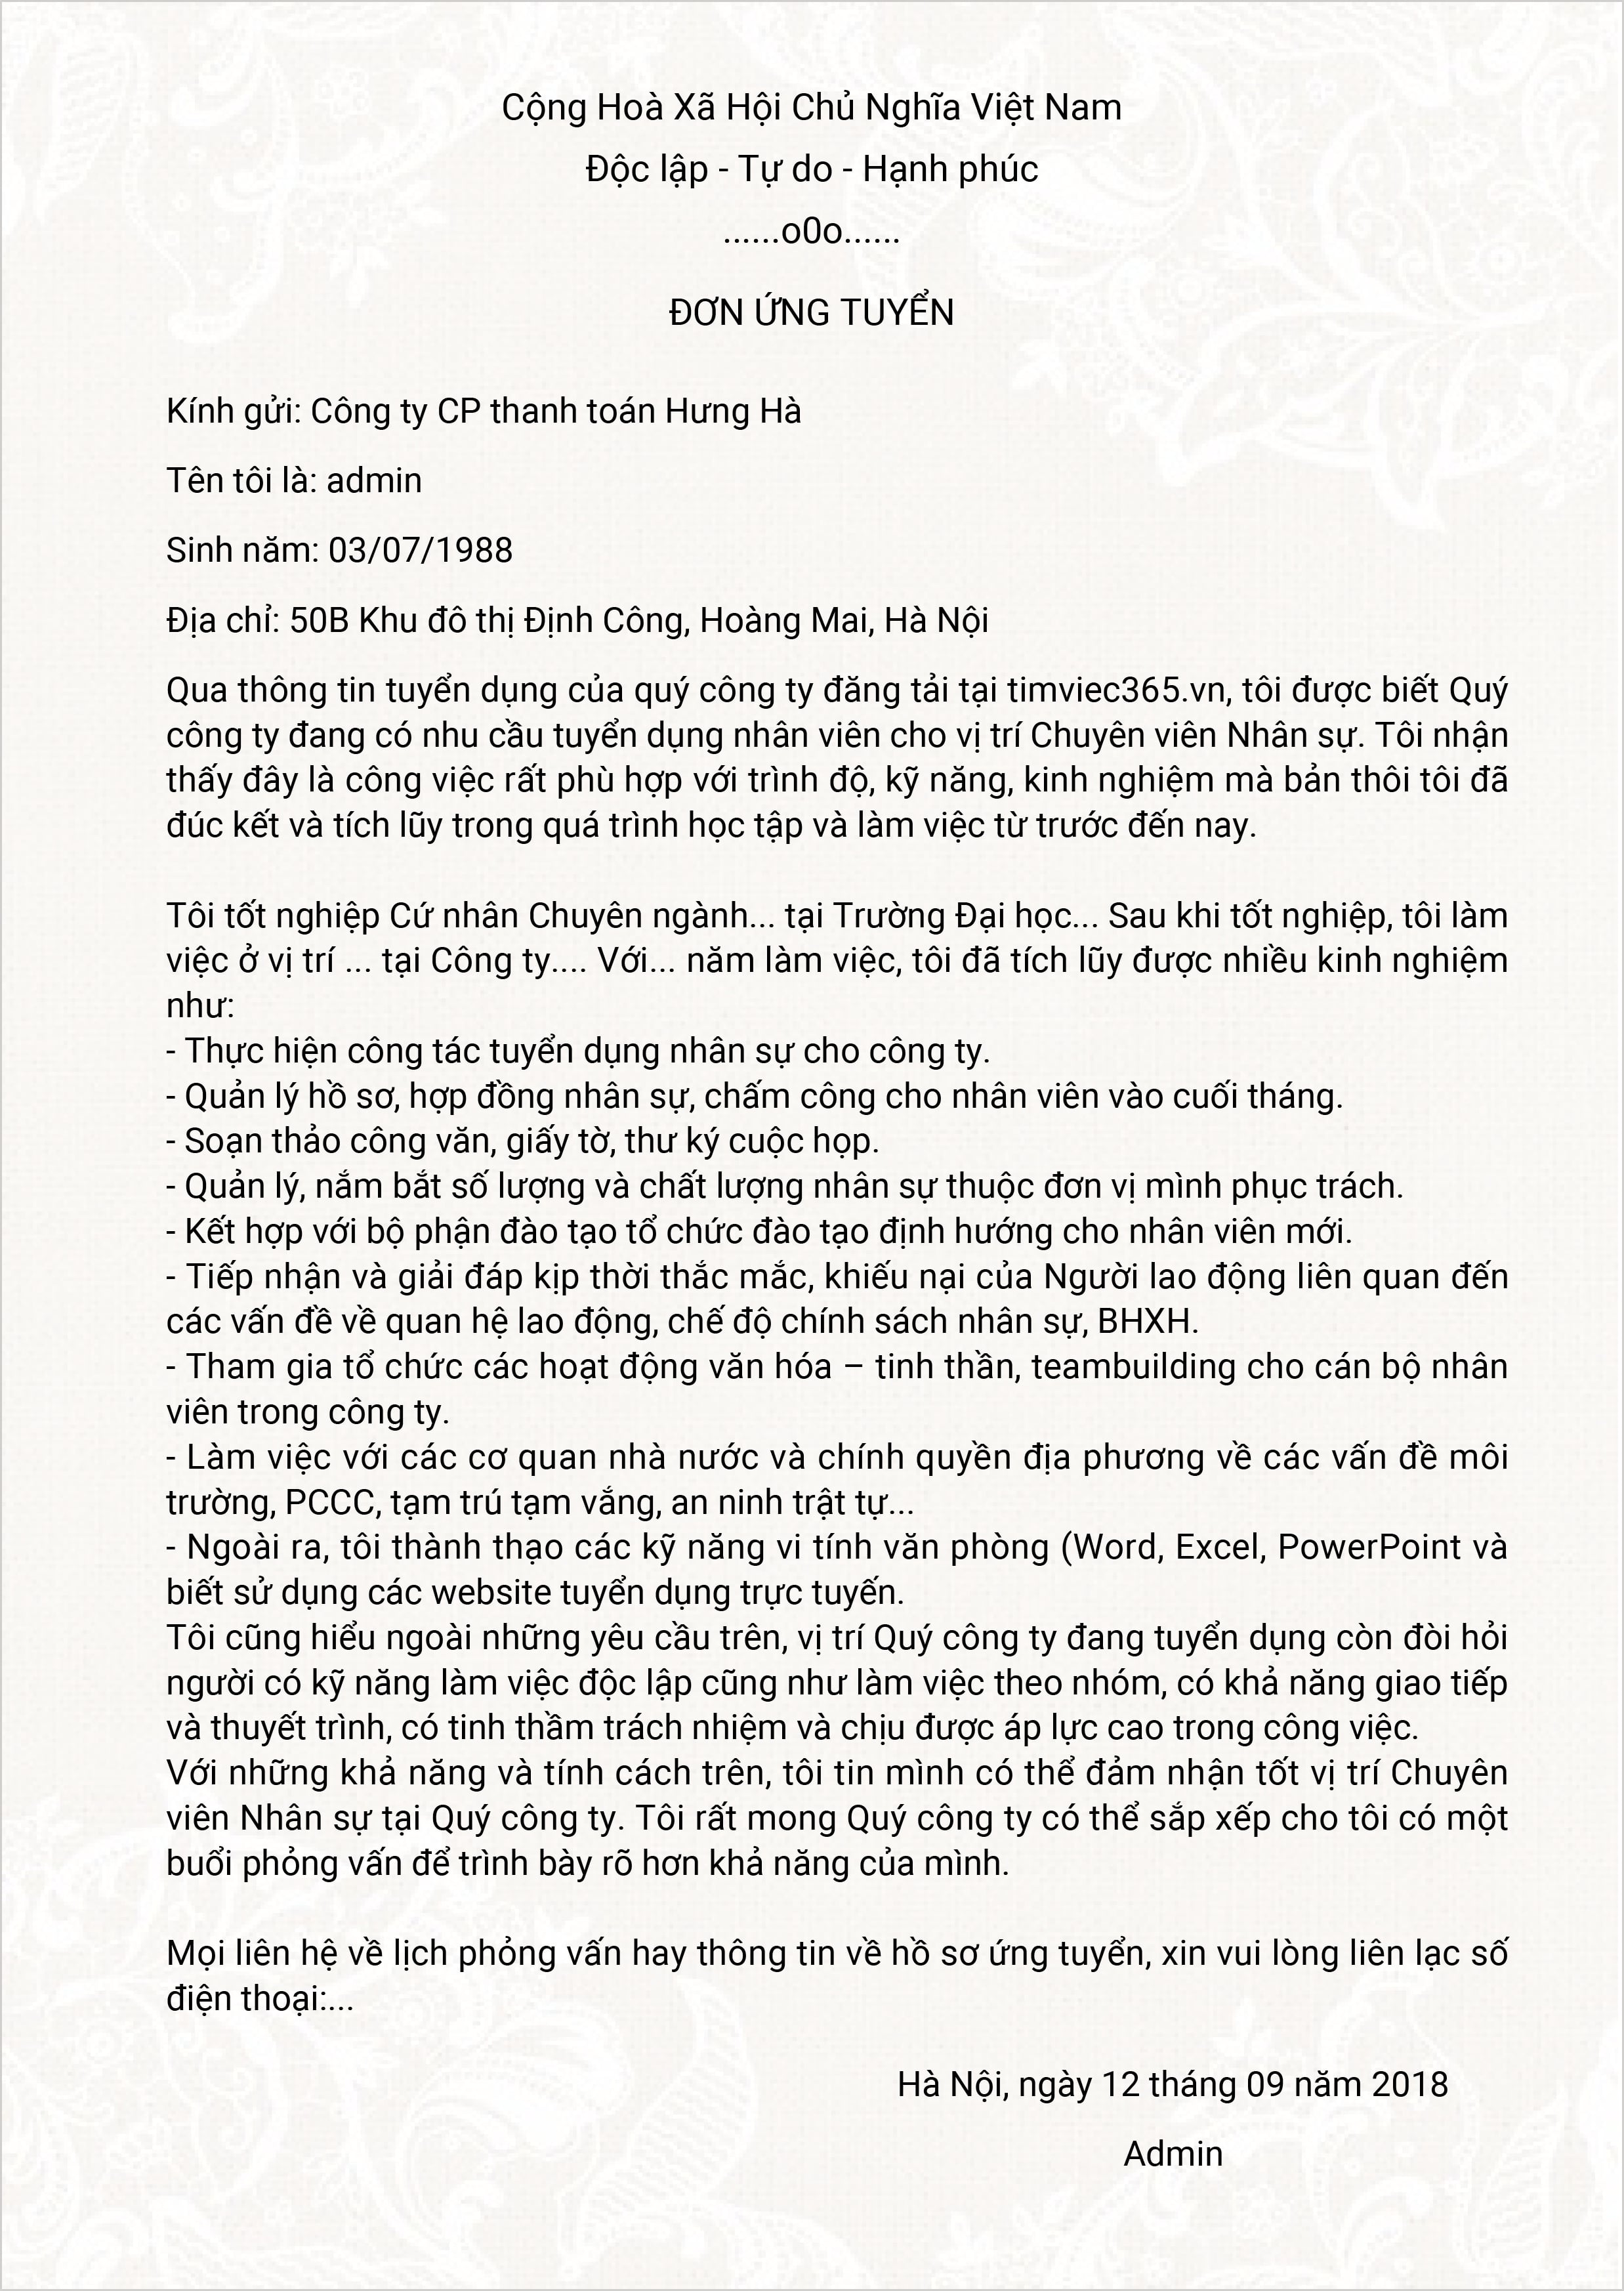 Cộng Hoà Xã Hội Chủ Nghĩa Việt Nam
Độc lập - Tự do - Hạnh phúc
......o0o......
ĐƠN ỨNG TUYỂN
Kính gửi: Công ty CP thanh toán Hưng Hà
Tên tôi là: admin
Sinh năm: 03/07/1988
Địa chỉ: 50B Khu đô thị Định Công, Hoàng Mai, Hà Nội
Qua thông tin tuyển dụng của quý công ty đăng tải tại timviec365.vn, tôi được biết Quý
công ty đang có nhu cầu tuyển dụng nhân viên cho vị trí Chuyên viên Nhân sự. Tôi nhận
thấy đây là công việc rất phù hợp với trình độ, kỹ năng, kinh nghiệm mà bản thôi tôi đã
đúc kết và tích lũy trong quá trình học tập và làm việc từ trước đến nay.
Tôi tốt nghiệp Cứ nhân Chuyên ngành... tại Trường Đại học... Sau khi tốt nghiệp, tôi làm
việc ở vị trí ... tại Công ty.... Với... năm làm việc, tôi đã tích lũy được nhiều kinh nghiệm
như:
- Thực hiện công tác tuyển dụng nhân sự cho công ty.
- Quản lý hồ sơ, hợp đồng nhân sự, chấm công cho nhân viên vào cuối tháng.
- Soạn thảo công văn, giấy tờ, thư ký cuộc họp.
- Quản lý, nắm bắt số lượng và chất lượng nhân sự thuộc đơn vị mình phục trách.
- Kết hợp với bộ phận đào tạo tổ chức đào tạo định hướng cho nhân viên mới.
- Tiếp nhận và giải đáp kịp thời thắc mắc, khiếu nại của Người lao động liên quan đến
các vấn đề về quan hệ lao động, chế độ chính sách nhân sự, BHXH.
- Tham gia tổ chức các hoạt động văn hóa – tinh thần, teambuilding cho cán bộ nhân
viên trong công ty.
- Làm việc với các cơ quan nhà nước và chính quyền địa phương về các vấn đề môi
trường, PCCC, tạm trú tạm vắng, an ninh trật tự...
- Ngoài ra, tôi thành thạo các kỹ năng vi tính văn phòng (Word, Excel, PowerPoint và
biết sử dụng các website tuyển dụng trực tuyến.
Tôi cũng hiểu ngoài những yêu cầu trên, vị trí Quý công ty đang tuyển dụng còn đòi hỏi
người có kỹ năng làm việc độc lập cũng như làm việc theo nhóm, có khả năng giao tiếp
và thuyết trình, có tinh thầm trách nhiệm và chịu được áp lực cao trong công việc.
Với những khả năng và tính cách trên, tôi tin mình có thể đảm nhận tốt vị trí Chuyên
viên Nhân sự tại Quý công ty. Tôi rất mong Quý công ty có thể sắp xếp cho tôi có một
buổi phỏng vấn để trình bày rõ hơn khả năng của mình.
Mọi liên hệ về lịch phỏng vấn hay thông tin về hồ sơ ứng tuyển, xin vui lòng liên lạc số
điện thoại:...
Hà Nội, ngày 12 tháng 09 năm 2018
Admin